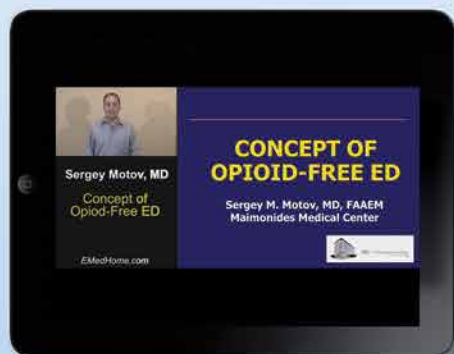 Sergey Motov, MD
Concept of
Opiod-Free ED
EMedHome.com
CONCEPT OF
OPIOID-FREE ED
Sergey M. Motov, MD, FAAEM
Maimonides Medical Center